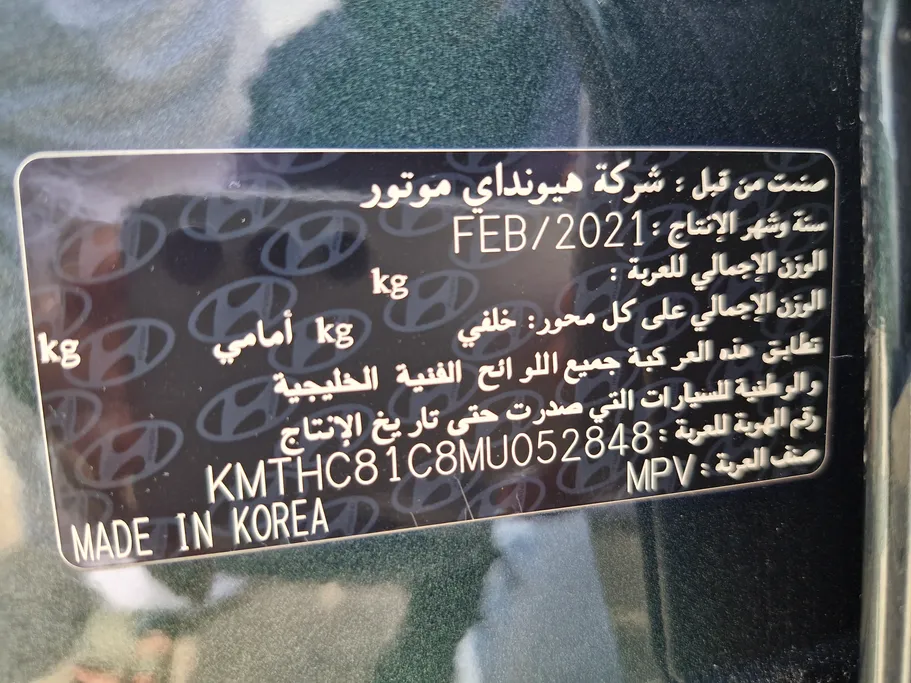 صنعت من قبل : شركة هيونداي موتور
سنة وشهر الإنتاج : FEB/2021
الوزن الإجمالي للعربة : kg
الوزن الإجمالي على كل محور: خلفي kg أمامي kg
تطابق هذه المركبة جميع اللوائح الفنية الخليجية
والوطنية للسيارات التي صدرت حتى تاريخ الإنتاج
رقم الهوية للعربة : KMTHC81C8MU052848
صنف العربة : MPV
MADE IN KOREA